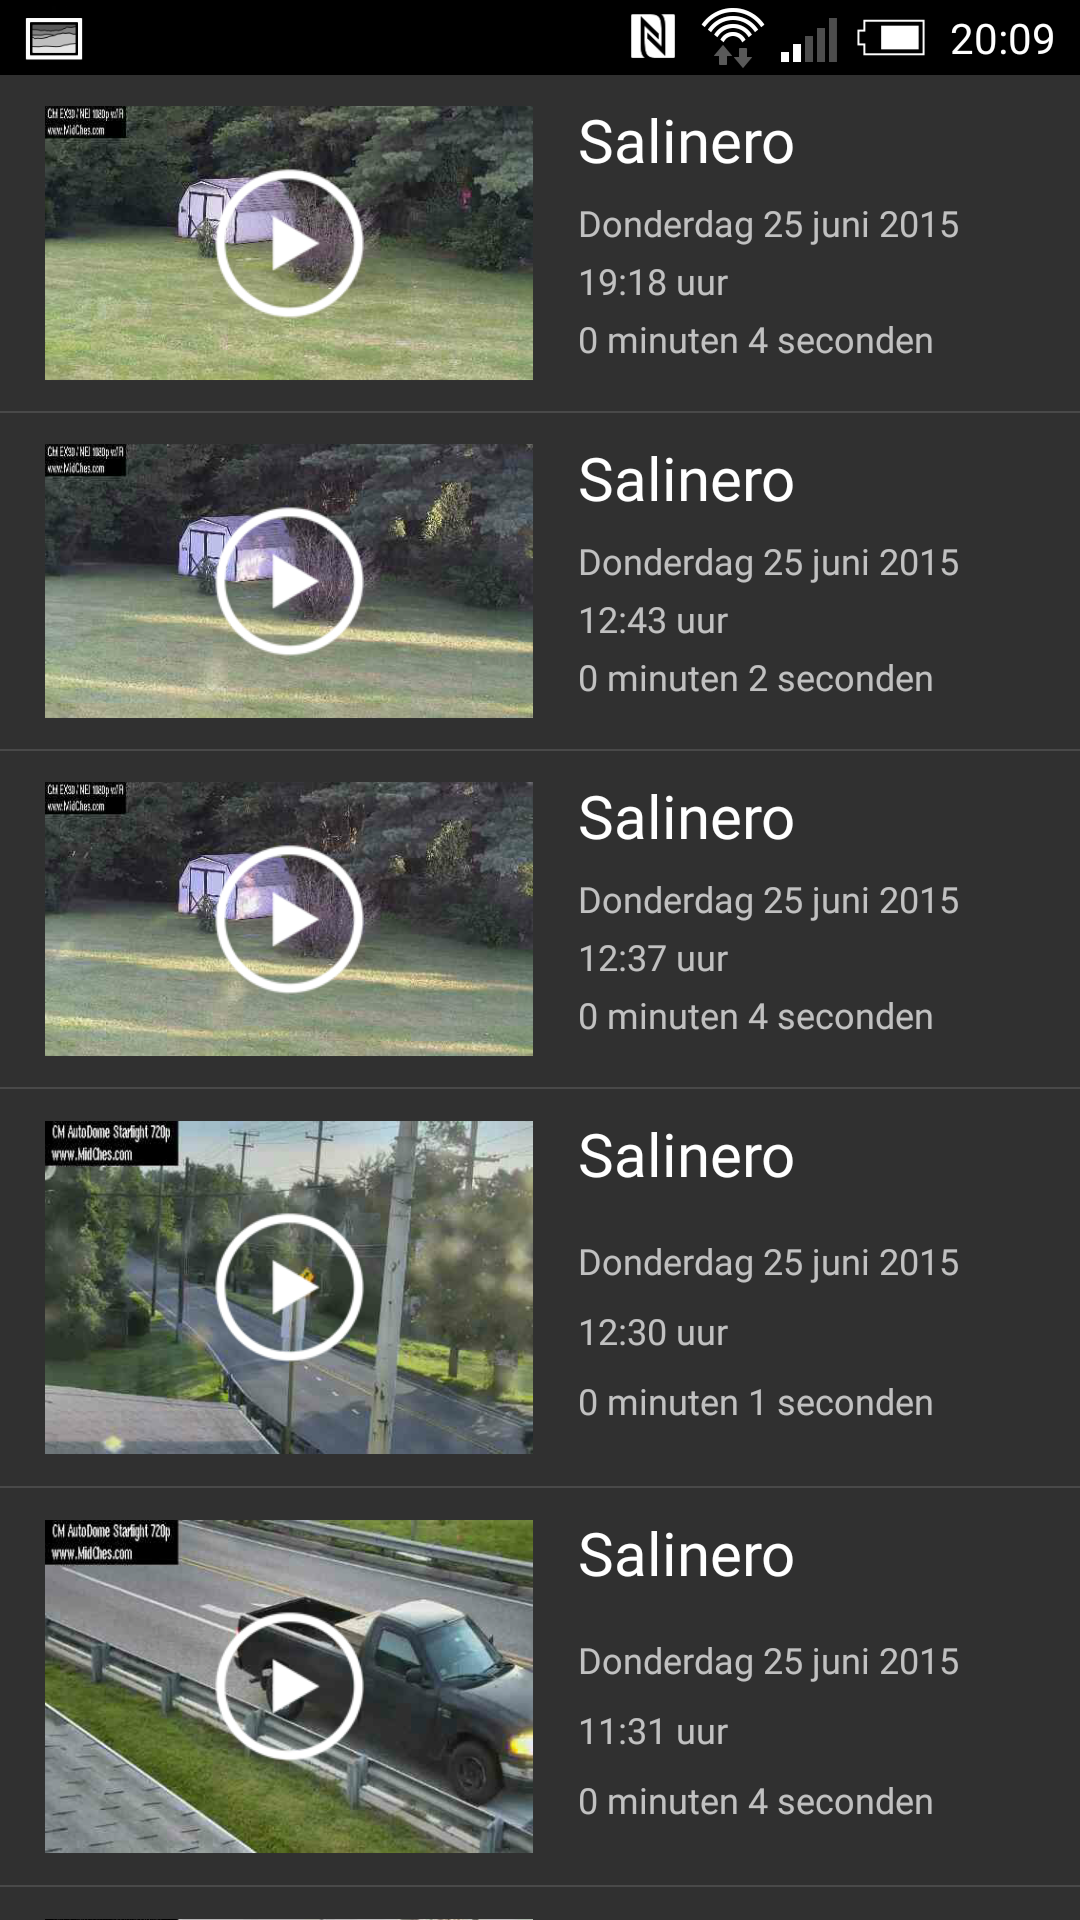 20:09
CM EX30 / NEI 1080p w/IR
www.MidChes.com
Salinero
Donderdag 25 juni 2015
19:18 uur
0 minuten 4 seconden
CM EX30 / NEI 1080p w/IR
www.MidChes.com
Salinero
Donderdag 25 juni 2015
12:43 uur
0 minuten 2 seconden
CM EX30 / NEI 1080p w/IR
www.MidChes.com
Salinero
Donderdag 25 juni 2015
12:37 uur
0 minuten 4 seconden
CM AutoDome Starlight 720p
www.MidChes.com
Salinero
Donderdag 25 juni 2015
12:30 uur
0 minuten 1 seconden
CM AutoDome Starlight 720p
www.MidChes.com
Salinero
Donderdag 25 juni 2015
11:31 uur
0 minuten 4 seconden